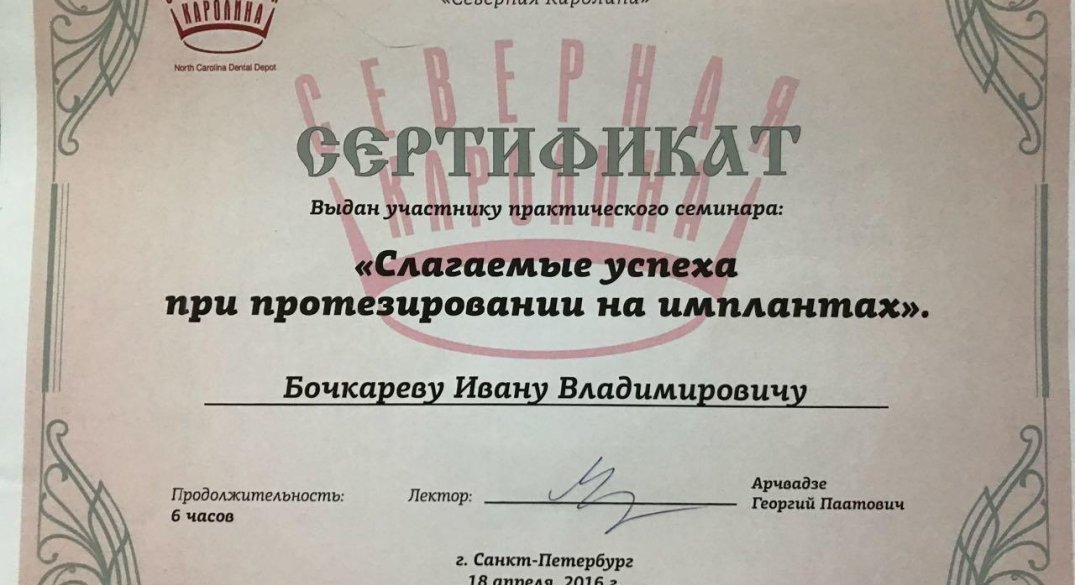 КАРОЛИНА
«Северная Каролина»
North Carolina Dental Depot
СЕВЕРНАЯ
КАРОЛИНА
СЕРТИФИКАТ
Выдан участнику практического семинара:
«Слагаемые успеха
при протезировании на имплантах».
Бочкареву Ивану Владимировичу
Продолжительность:
6 часов
Лектор:
Арчвадзе
Георгий Паатович
г. Санкт-Петербург
18 апреля 2016 г.